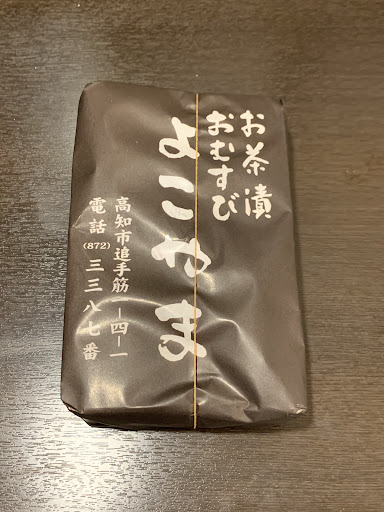 お茶漬
おむすび
よこやま
高知市追手筋一ー四ー一
電話(872)三三八七番